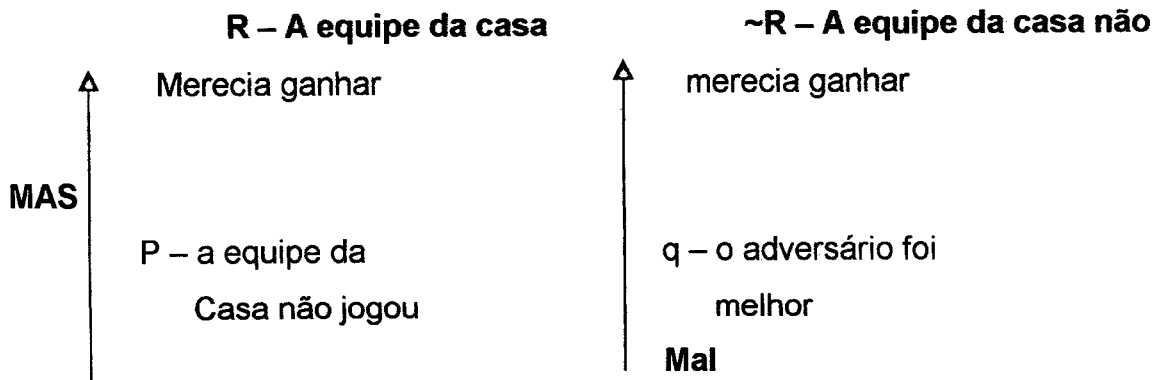 R – A equipe da casa
Merecia ganhar
MAS
P – a equipe da
Casa não jogou
~R – A equipe da casa não
merecia ganhar
q – o adversário foi
melhor
Mal